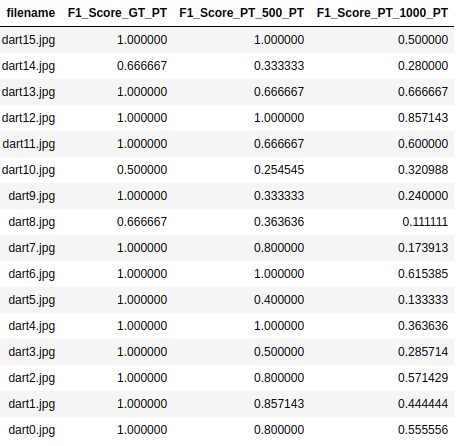 filename F1_Score_GT_PT F1_Score_PT_500_PT F1_Score_PT_1000_PT
dart15.jpg 1.000000 1.000000 0.500000
dart14.jpg 0.666667 0.333333 0.280000
dart13.jpg 1.000000 0.666667 0.666667
dart12.jpg 1.000000 1.000000 0.857143
dart11.jpg 1.000000 0.666667 0.600000
dart10.jpg 0.500000 0.254545 0.320988
dart9.jpg 1.000000 0.333333 0.240000
dart8.jpg 0.666667 0.363636 0.111111
dart7.jpg 1.000000 0.800000 0.173913
dart6.jpg 1.000000 1.000000 0.615385
dart5.jpg 1.000000 0.400000 0.133333
dart4.jpg 1.000000 1.000000 0.363636
dart3.jpg 1.000000 0.500000 0.285714
dart2.jpg 1.000000 0.800000 0.571429
dart1.jpg 1.000000 0.857143 0.444444
dart0.jpg 1.000000 0.800000 0.555556